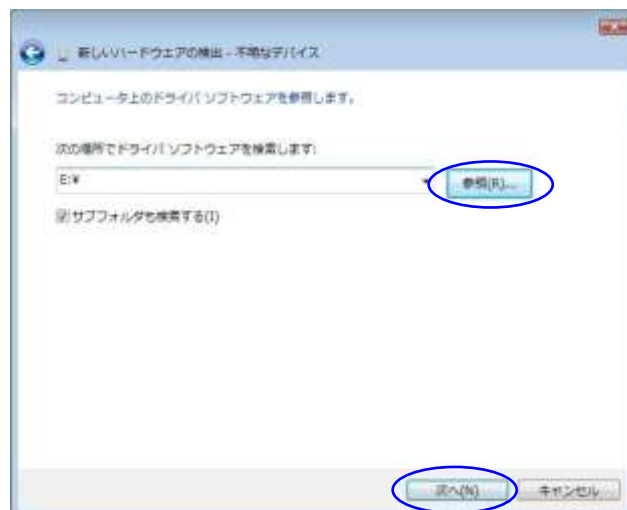 新しいハードウェアの検出 - 不明なデバイス
コンピュータ上のドライバ ソフトウェアを参照します。
次の場所でドライバ ソフトウェアを検索します:
E:¥
参照(R)...
サブフォルダも検索する(I)
次へ(N)
キャンセル